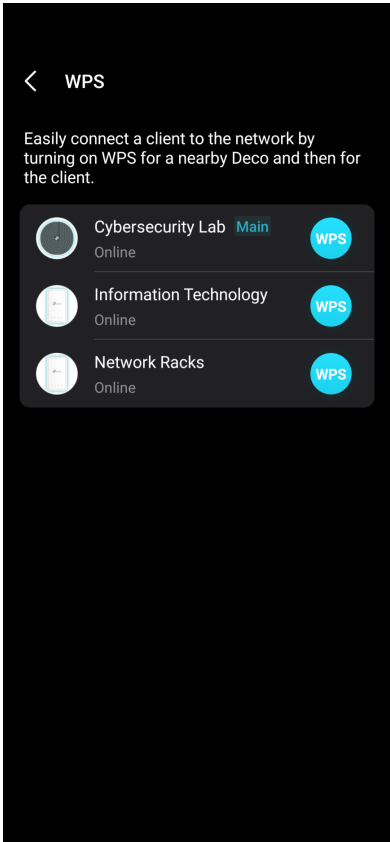 WPS
Easily connect a client to the network by
turning on WPS for a nearby Deco and then for
the client.
Cybersecurity Lab Main
Online
WPS
Information Technology
Online
WPS
Network Racks
Online
WPS